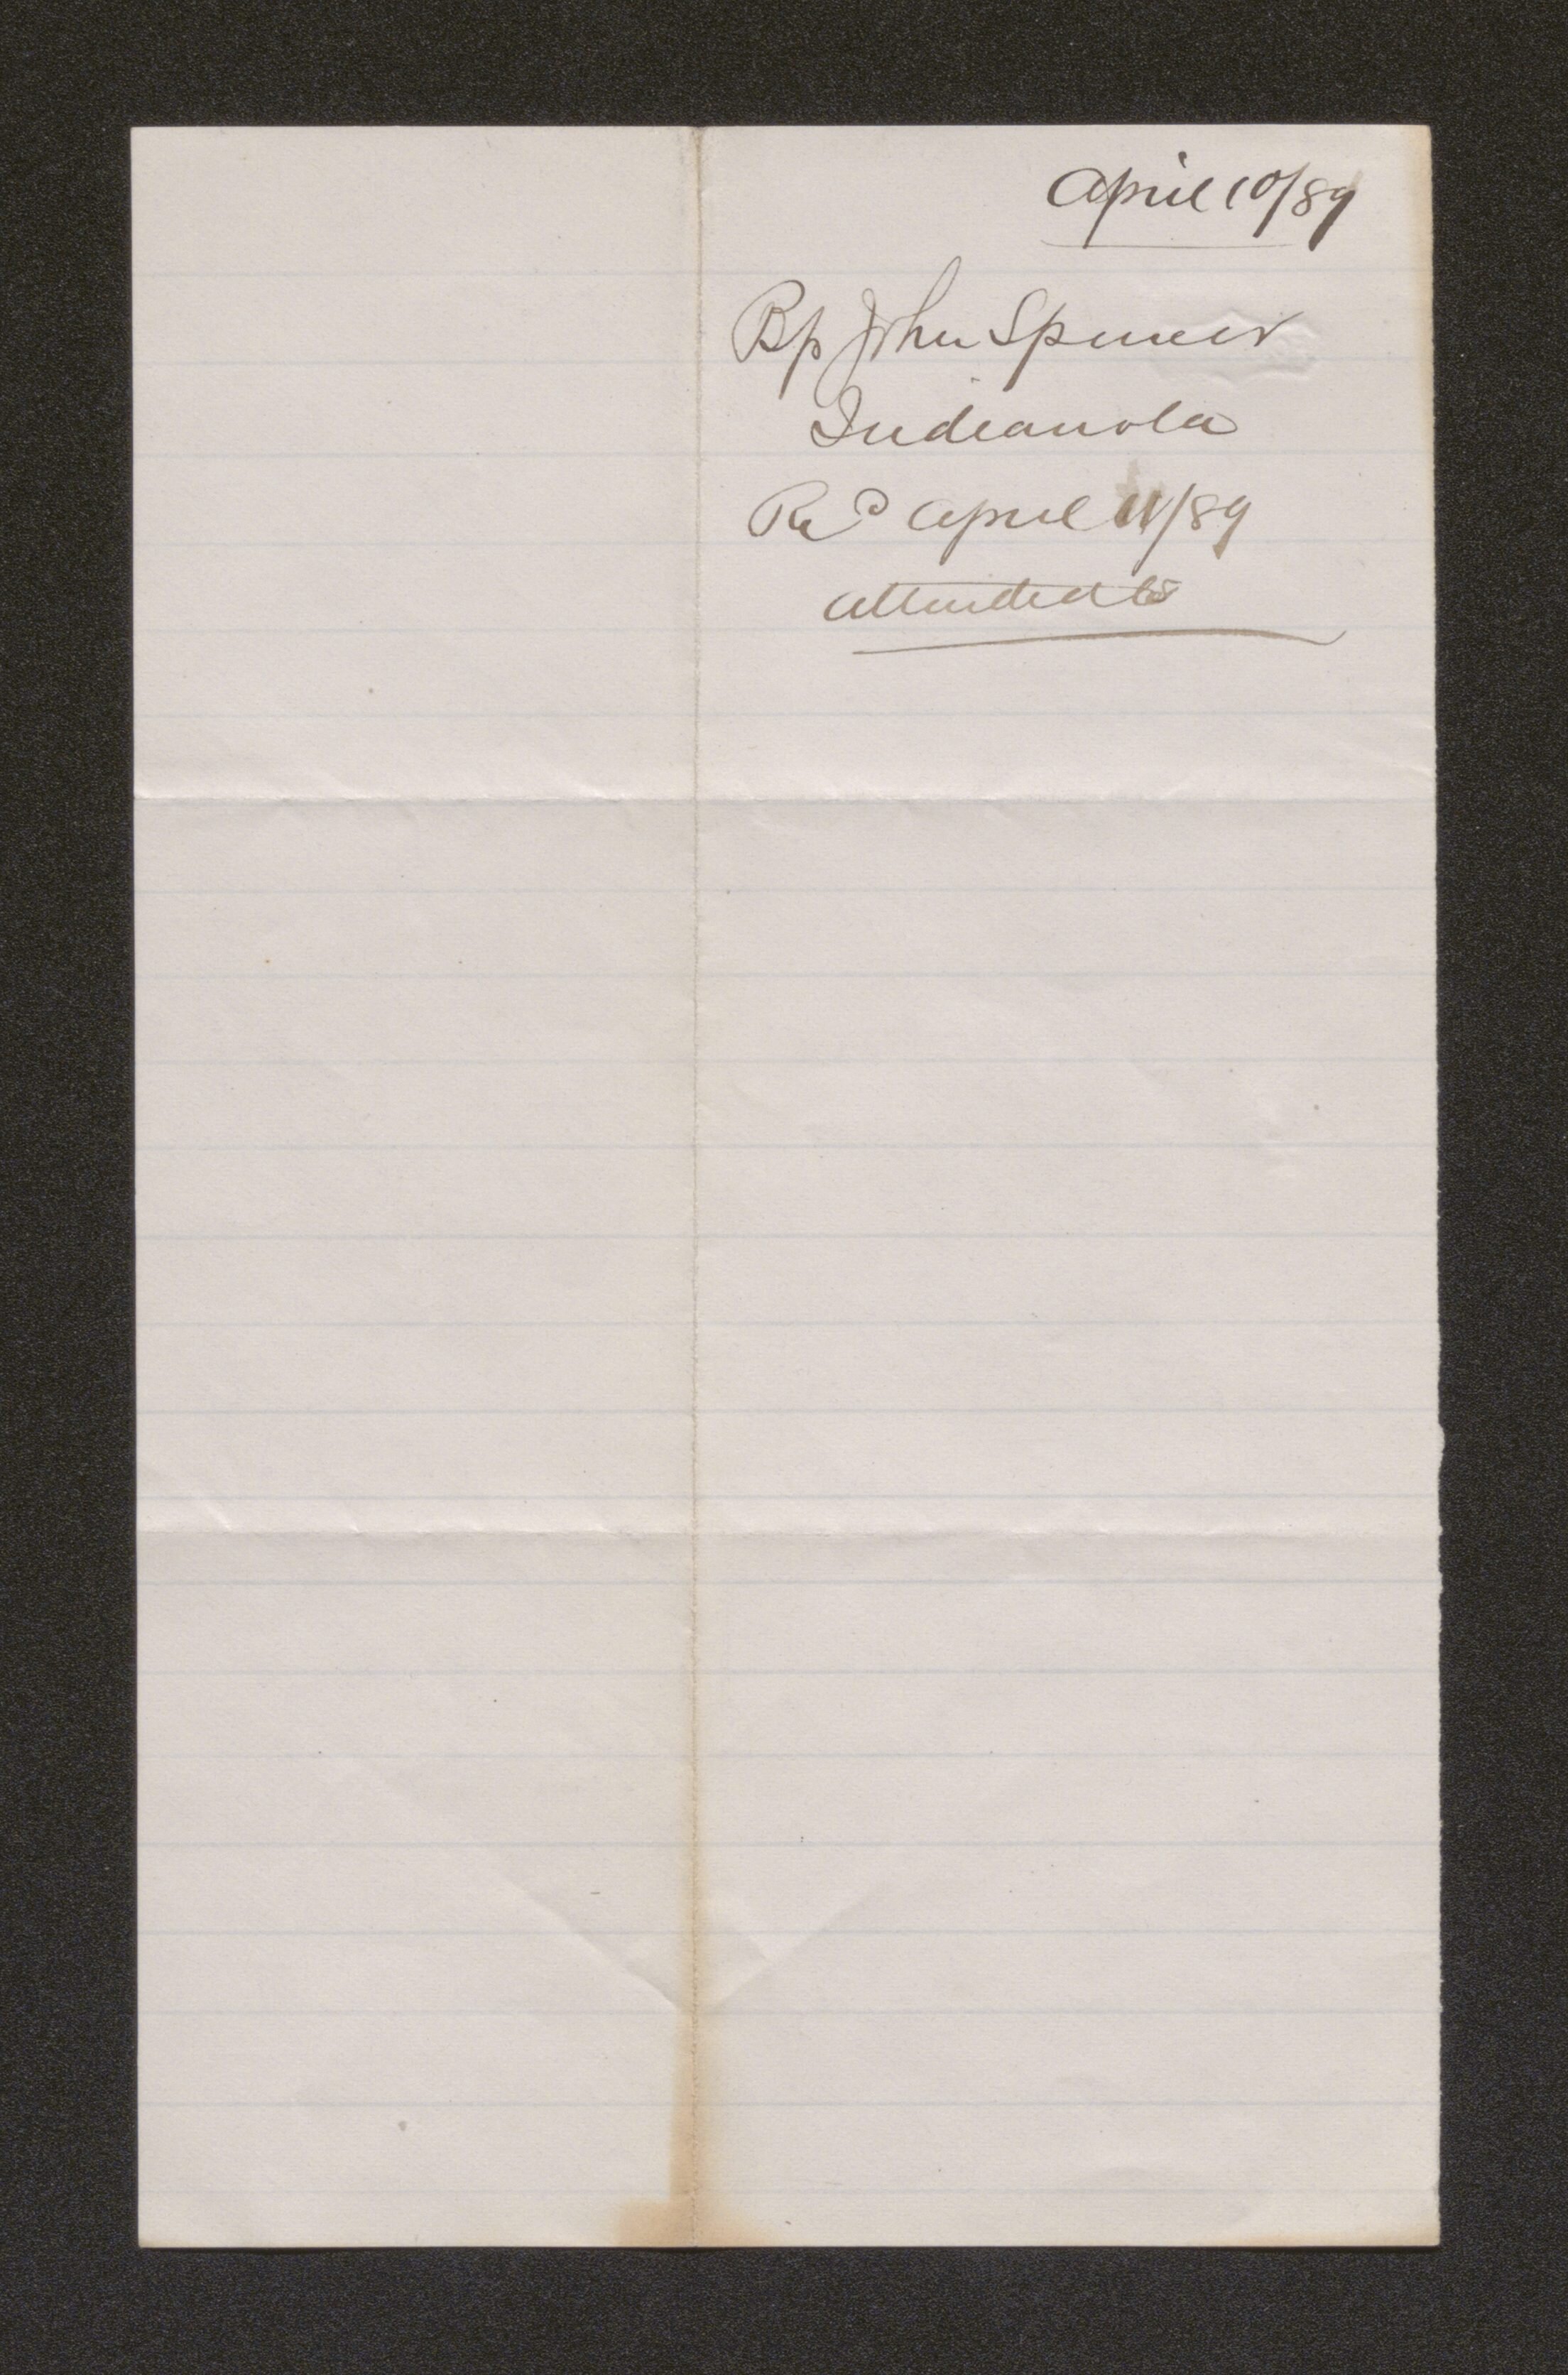 April 10/89
Bp John Spencer
Indianola
Recd April 11/89
attended to